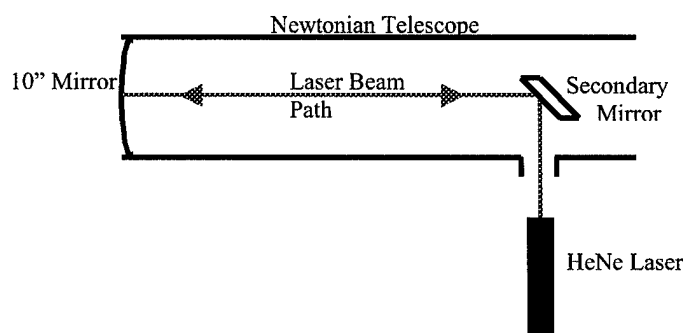 Newtonian Telescope
10” Mirror
Laser Beam
Path
Secondary
Mirror
HeNe Laser